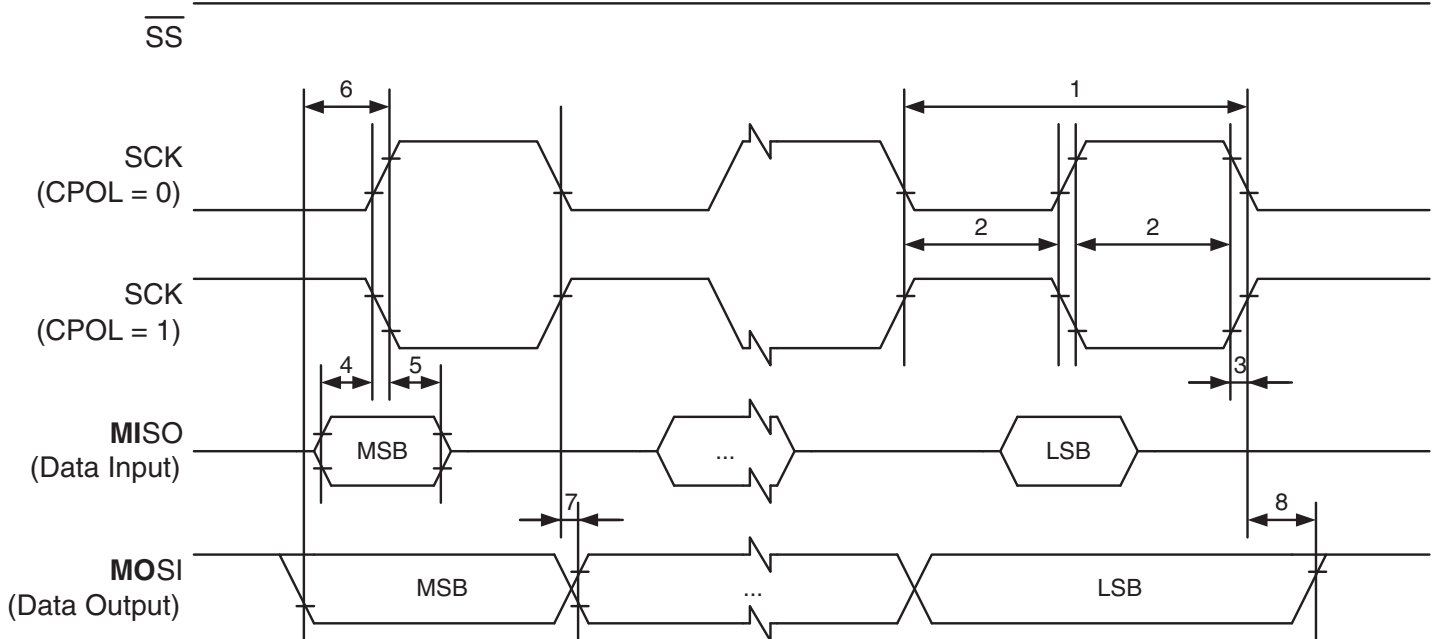 SS
6
1
SCK
(CPOL = 0)
2
2
SCK
(CPOL = 1)
4
5
3
MISO
(Data Input)
MSB
...
LSB
7
8
MOSI
(Data Output)
MSB
...
LSB